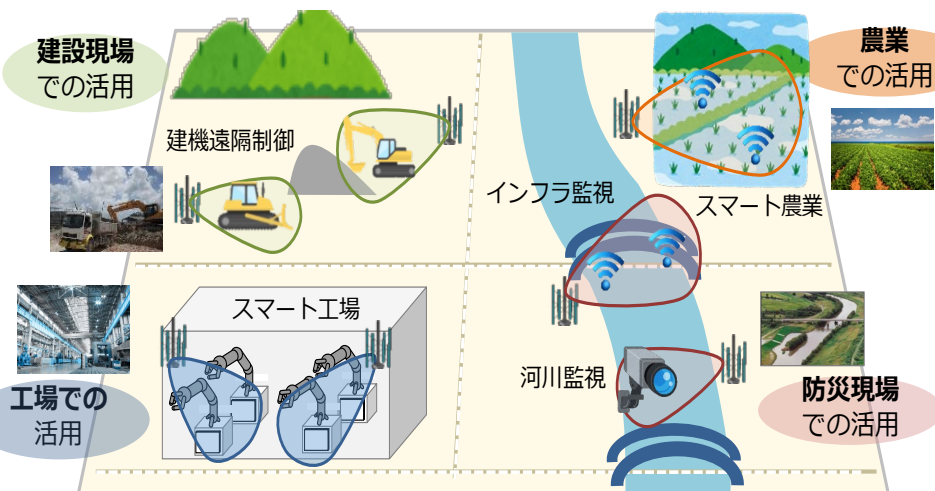 建設現場
での活用
農業
での活用
建機遠隔制御
インフラ監視
スマート農業
スマート工場
河川監視
工場での
活用
防災現場
での活用